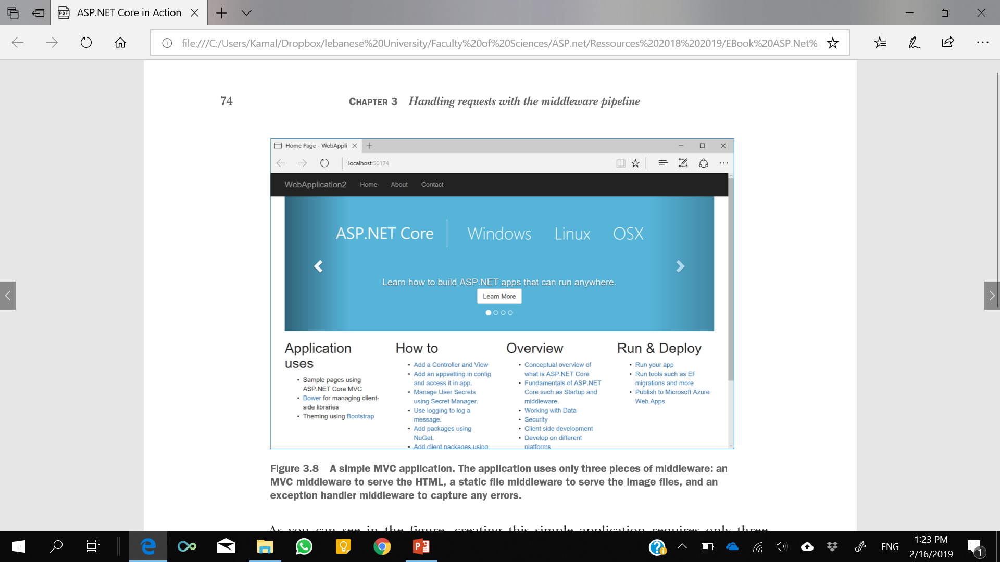 ASP.NET Core in Action
file:///C:/Users/Kamal/Dropbox/lebanese%20University/Faculty%20of%20Sciences/ASP.net/Ressources%202018%202019/EBook%20ASP.Net%.
74 CHAPTER 3 Handling requests with the middleware pipeline
Home Page - WebAppli
localhost:50174
WebApplication2 Home About Contact
ASP.NET Core Windows Linux OSX
Learn how to build ASP.NET apps that can run anywhere.
Learn More
Application
uses
• Sample pages using
ASP.NET Core MVC
• Bower for managing client-
side libraries
• Theming using Bootstrap
How to
• Add a Controller and View
• Add an appsetting in config
and access it in app.
• Manage User Secrets
using Secret Manager.
• Use logging to log a
message.
• Add packages using
NuGet.
• Add client packages using
Overview
• Conceptual overview of
what is ASP.NET Core
• Fundamentals of ASP.NET
Core such as Startup and
middleware.
• Working with Data
• Security
• Client side development
• Develop on different
platforms
Run & Deploy
• Run your app
• Run tools such as EF
migrations and more
• Publish to Microsoft Azure
Web Apps
Figure 3.8 A simple MVC application. The application uses only three pieces of middleware: an
MVC middleware to serve the HTML, a static file middleware to serve the image files, and an
exception handler middleware to capture any errors.
As you can see in the figure, creating this simple application requires only three
ENG
1:23 PM
2/16/2019
1